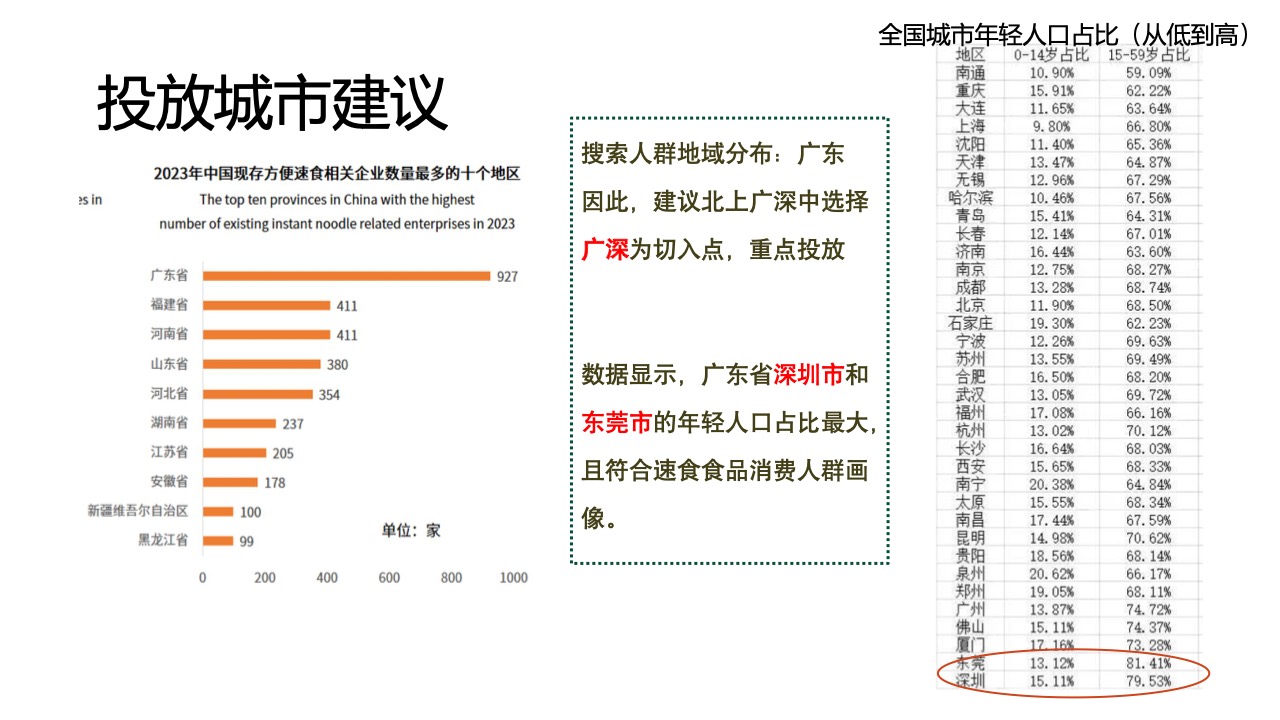 投放城市建议
2023年中国现存方便速食相关企业数量最多的十个地区
es in
The top ten provinces in China with the highest
number of existing instant noodle related enterprises in 2023
广东省 927
福建省 411
河南省 411
山东省 380
河北省 354
湖南省 237
江苏省 205
安徽省 178
新疆维吾尔自治区 100
黑龙江省 99
单位：家
0 200 400 600 800 1000
搜索人群地域分布：广东
因此，建议北上广深中选择
广深为切入点，重点投放
数据显示，广东省深圳市和
东莞市的年轻人口占比最大，
且符合速食食品消费人群画
像。
全国城市年轻人口占比（从低到高）
地区 0-14岁占比 15-59岁占比
南通 10.90% 59.09%
重庆 15.91% 62.22%
大连 11.65% 63.64%
上海 9.80% 66.80%
沈阳 11.40% 65.36%
天津 13.47% 64.87%
无锡 12.96% 67.29%
哈尔滨 10.46% 67.56%
青岛 15.41% 64.31%
长春 12.14% 67.01%
济南 16.44% 63.60%
南京 12.75% 68.27%
成都 13.28% 68.74%
北京 11.90% 68.50%
石家庄 19.30% 62.23%
宁波 12.26% 69.63%
苏州 13.55% 69.49%
合肥 16.50% 68.20%
武汉 13.05% 69.72%
福州 17.08% 66.16%
杭州 13.02% 70.12%
长沙 16.64% 68.03%
西安 15.65% 68.33%
南宁 20.38% 64.84%
太原 15.55% 68.34%
南昌 17.44% 67.59%
昆明 14.98% 70.62%
贵阳 18.56% 68.14%
泉州 20.62% 66.17%
郑州 19.05% 68.11%
广州 13.87% 74.72%
佛山 15.11% 74.37%
厦门 17.16% 73.28%
东莞 13.12% 81.41%
深圳 15.11% 79.53%